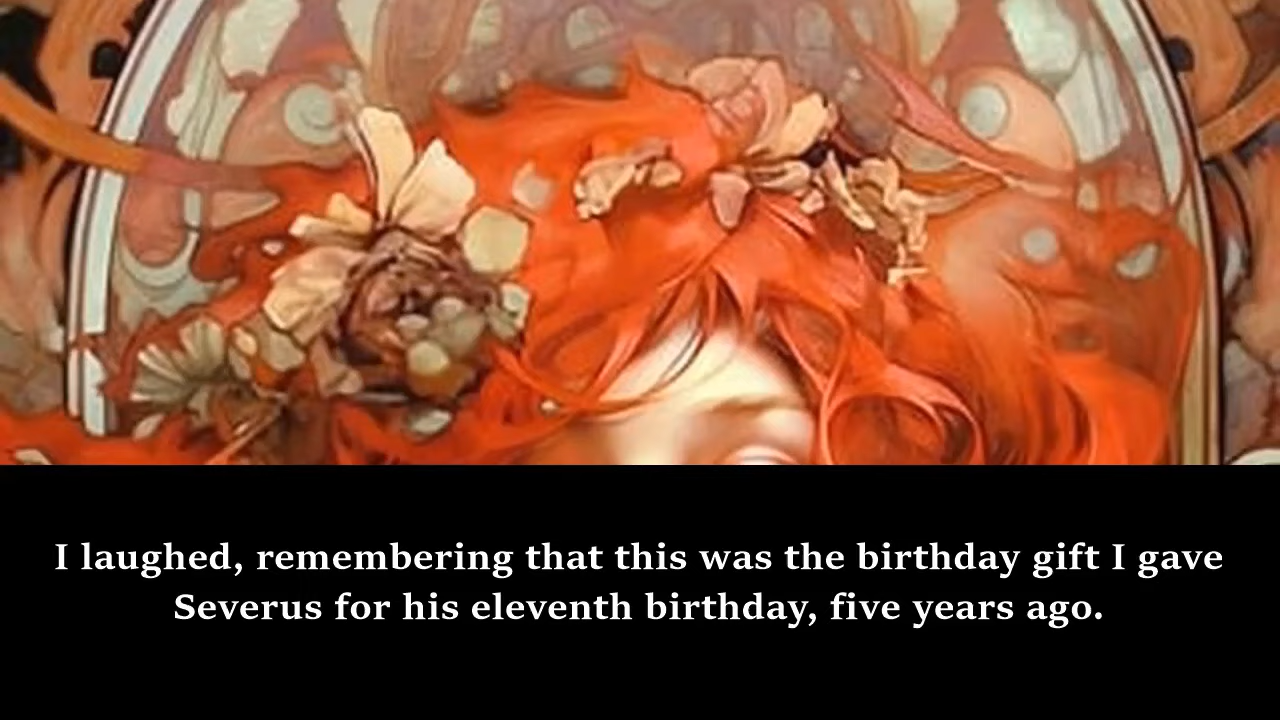 I laughed, remembering that this was the birthday gift I gave
Severus for his eleventh birthday, five years ago.